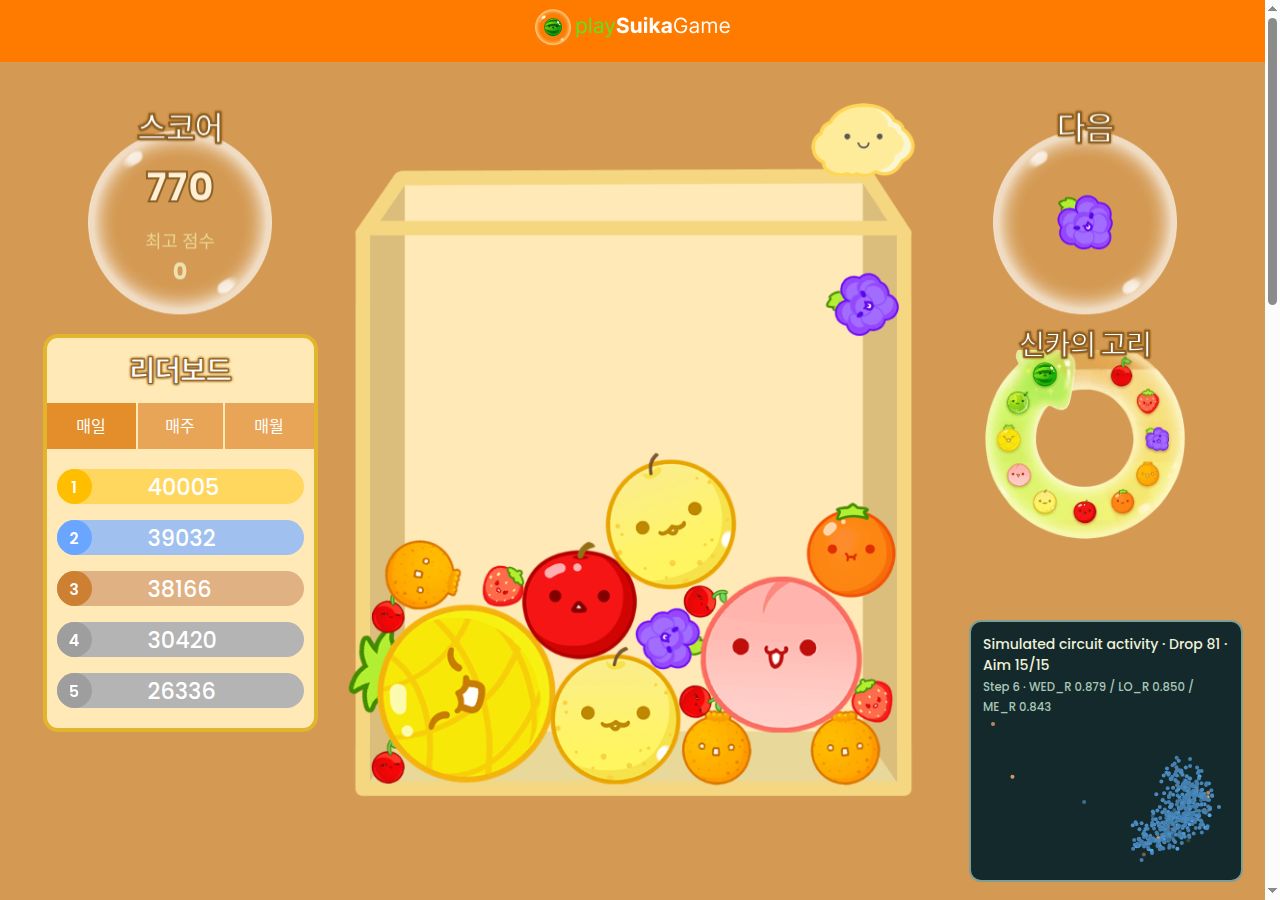 playSuikaGame
스코어
770
최고 점수
0
리더보드
매일 매주 매월
1 40005
2 39032
3 38166
4 30420
5 26336
다음
신카의 고리
Simulated circuit activity · Drop 81 ·
Aim 15/15
Step 6 · WED_R 0.879 / LO_R 0.850 /
ME_R 0.843